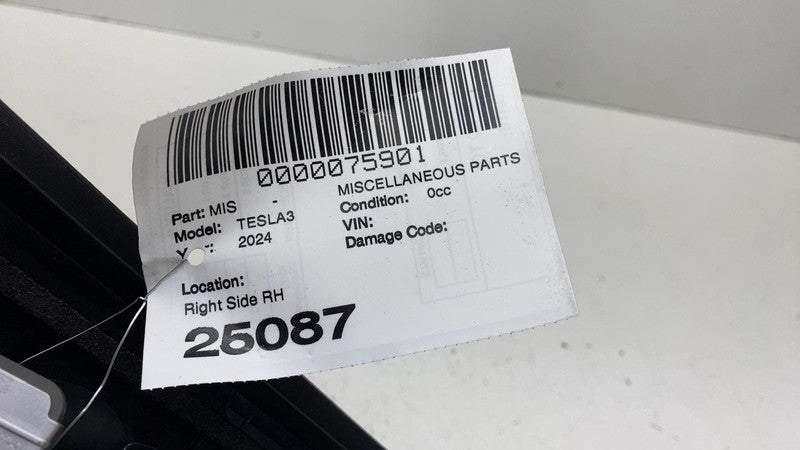 0000075901
Part: MIS - MISCELLANEOUS PARTS
Model: TESLA3 Condition: 0cc
2024 VIN:
Damage Code:
Location:
Right Side RH
25087